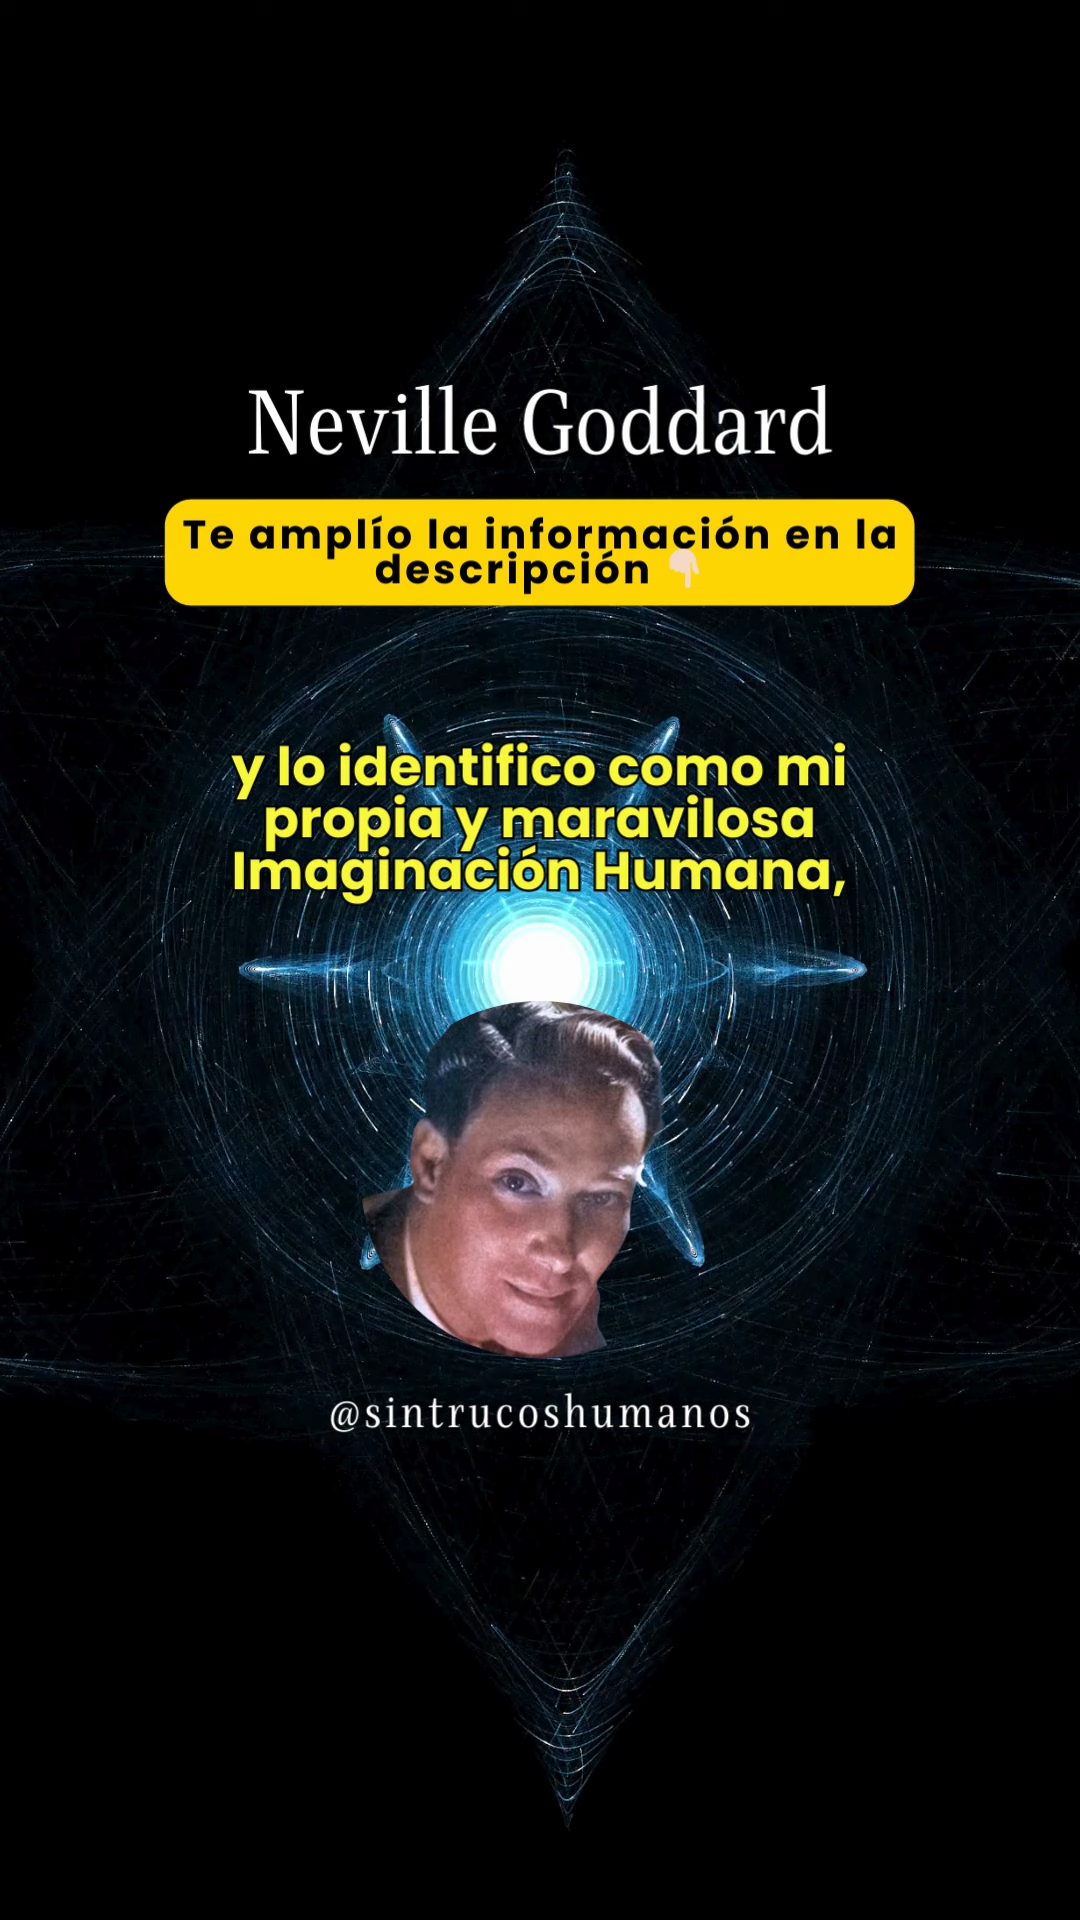 Neville Goddard
Te amplío la información en la
descripción 👇🏻
y lo identifico como mi
propia y maravilosa
Imaginación Humana,
@sintrucoshumanos